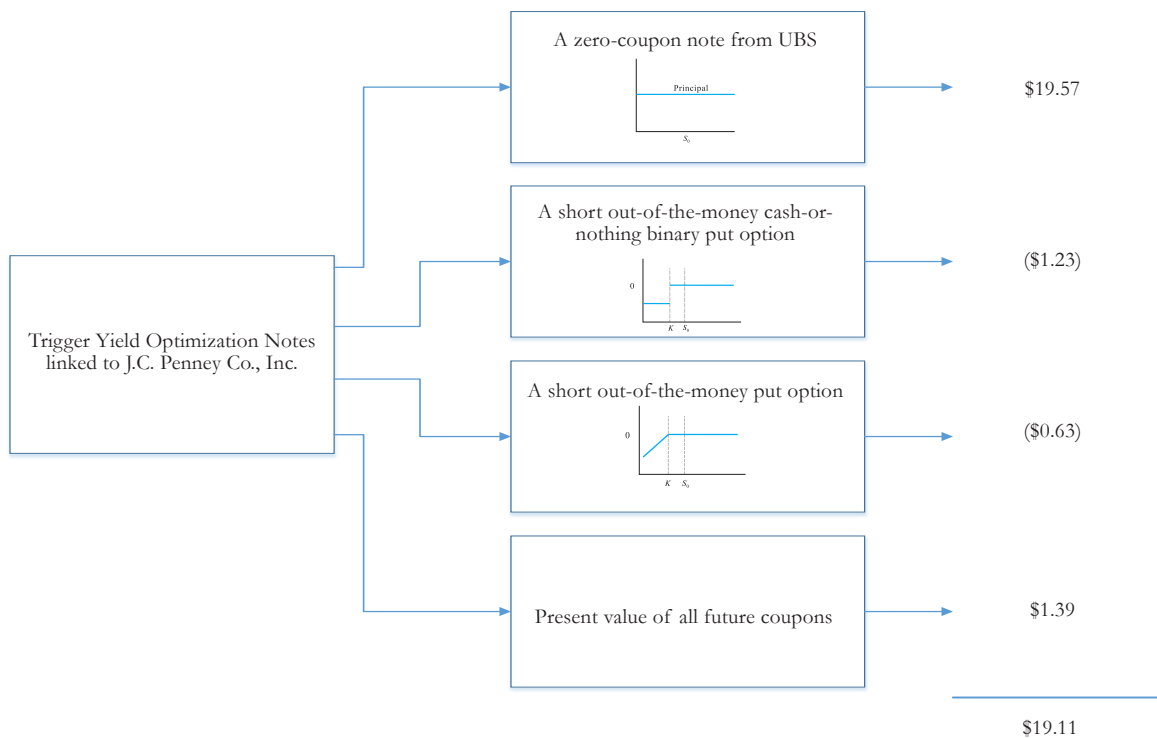 A zero-coupon note from UBS
Principal
S₀
$19.57
A short out-of-the-money cash-or-
nothing binary put option
0
K
S₀
($1.23)
Trigger Yield Optimization Notes
linked to J.C. Penney Co., Inc.
A short out-of-the-money put option
0
K
S₀
($0.63)
Present value of all future coupons
$1.39
$19.11